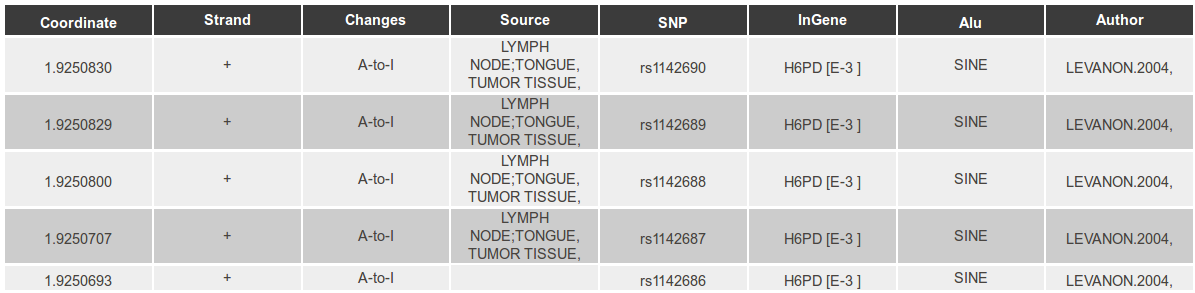 Coordinate Strand Changes Source SNP InGene Alu Author
1.9250830 + A-to-I LYMPH NODE;TONGUE, TUMOR TISSUE, rs1142690 H6PD [E-3 ] SINE LEVANON.2004,
1.9250829 + A-to-I LYMPH NODE;TONGUE, TUMOR TISSUE, rs1142689 H6PD [E-3 ] SINE LEVANON.2004,
1.9250800 + A-to-I LYMPH NODE;TONGUE, TUMOR TISSUE, rs1142688 H6PD [E-3 ] SINE LEVANON.2004,
1.9250707 + A-to-I LYMPH NODE;TONGUE, TUMOR TISSUE, rs1142687 H6PD [E-3 ] SINE LEVANON.2004,
1.9250693 + A-to-I rs1142686 H6PD [E-3 ] SINE LEVANON.2004,